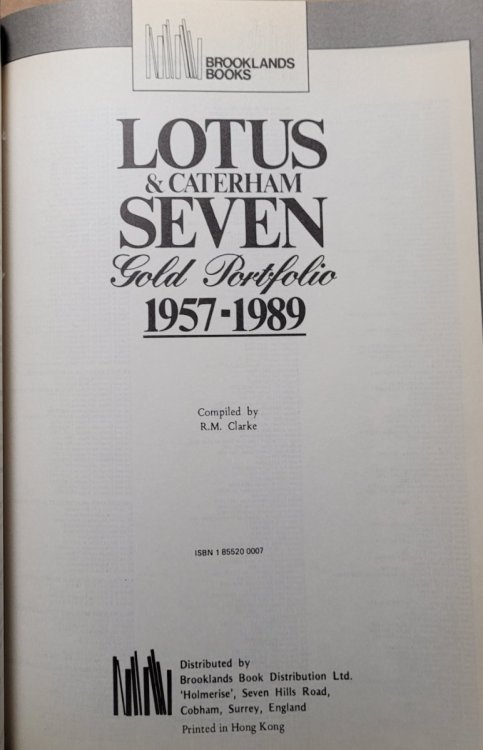 BROOKLANDS
BOOKS
LOTUS
& CATERHAM
SEVEN
Gold Portfolio
1957-1989
Compiled by
R.M. Clarke
ISBN 1 85520 0007
Distributed by
Brooklands Book Distribution Ltd.
'Holmerise', Seven Hills Road,
Cobham, Surrey, England
Printed in Hong Kong